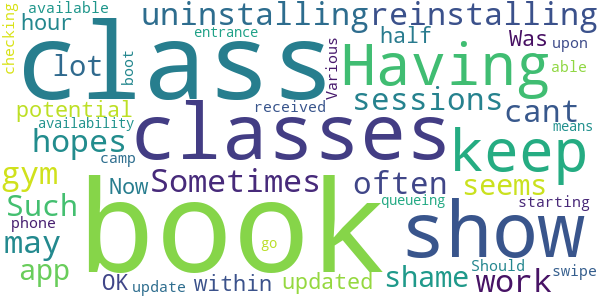 checking available hour entrance uninstalling reinstalling
class lot boot Various half Was upon
Having able
potential received sessions cant
availability classes
hopes camp keep means
gym Now Sometimes often seems
Such book queueing starting
phone go show
may Should swipe
app OK update within updated shame work